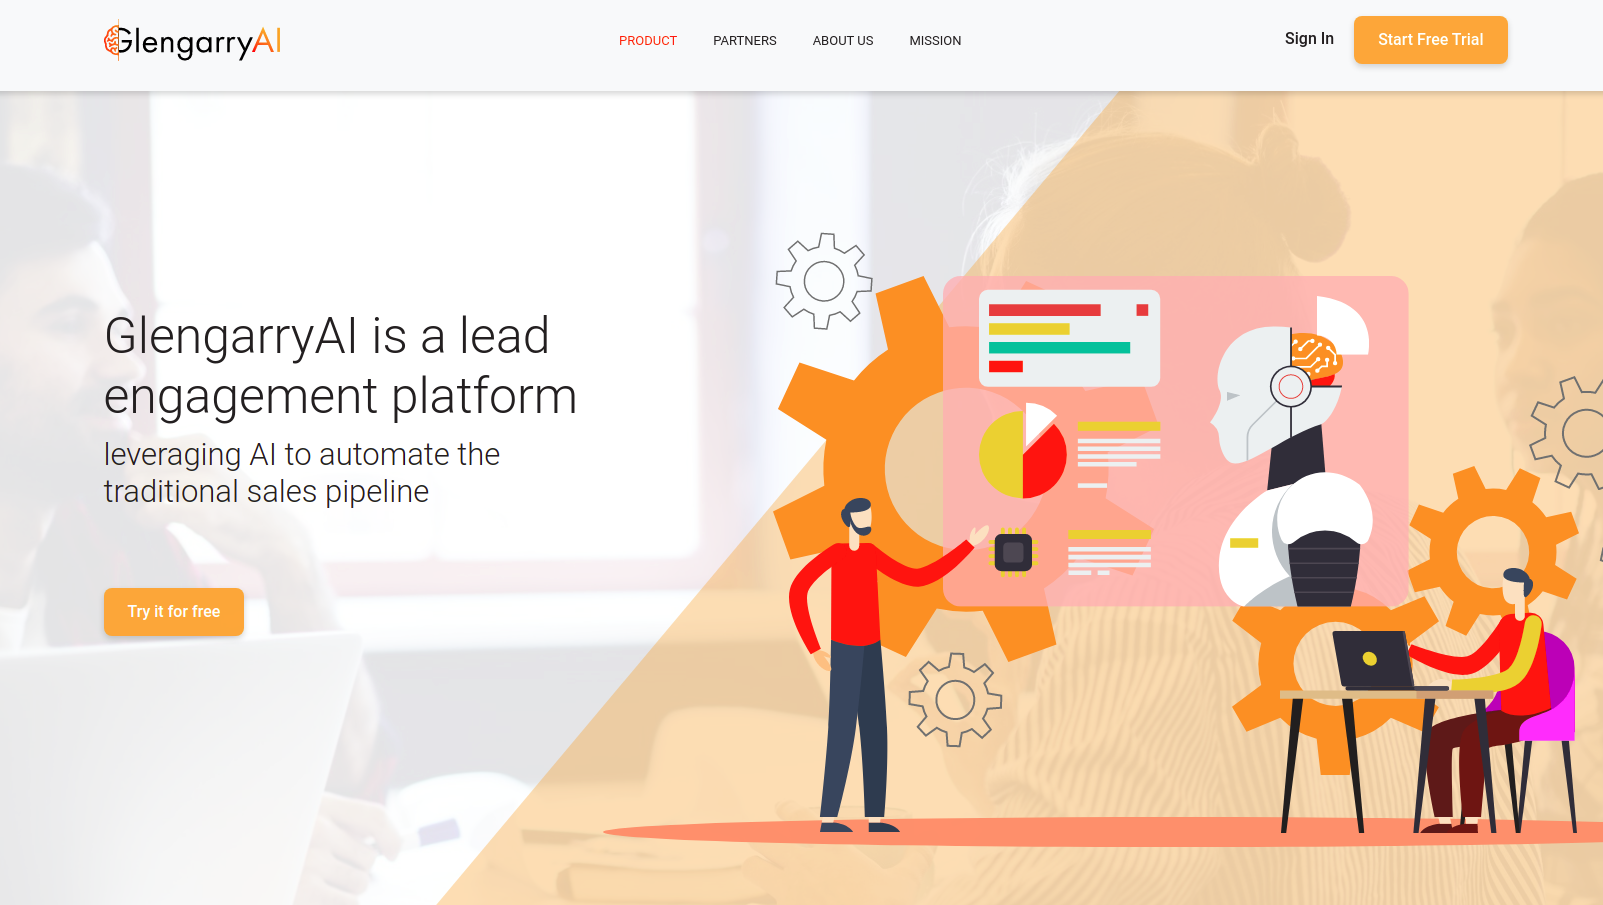 GlengarryAI
PRODUCT
PARTNERS
ABOUT US
MISSION
Sign In
Start Free Trial
GlengarryAI is a lead
engagement platform
leveraging AI to automate the
traditional sales pipeline
Try it for free